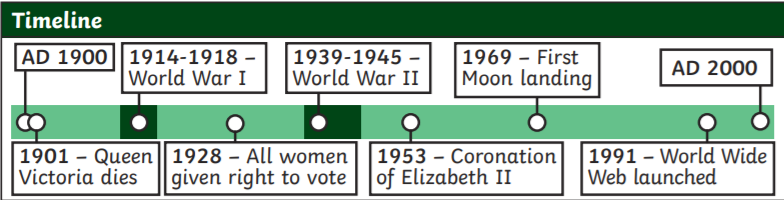 Timeline
AD 1900
1914-1918 –
World War I
1939-1945 –
World War II
1969 – First
Moon landing
AD 2000
1901 – Queen
Victoria dies
1928 – All women
given right to vote
1953 – Coronation
of Elizabeth II
1991 – World Wide
Web launched